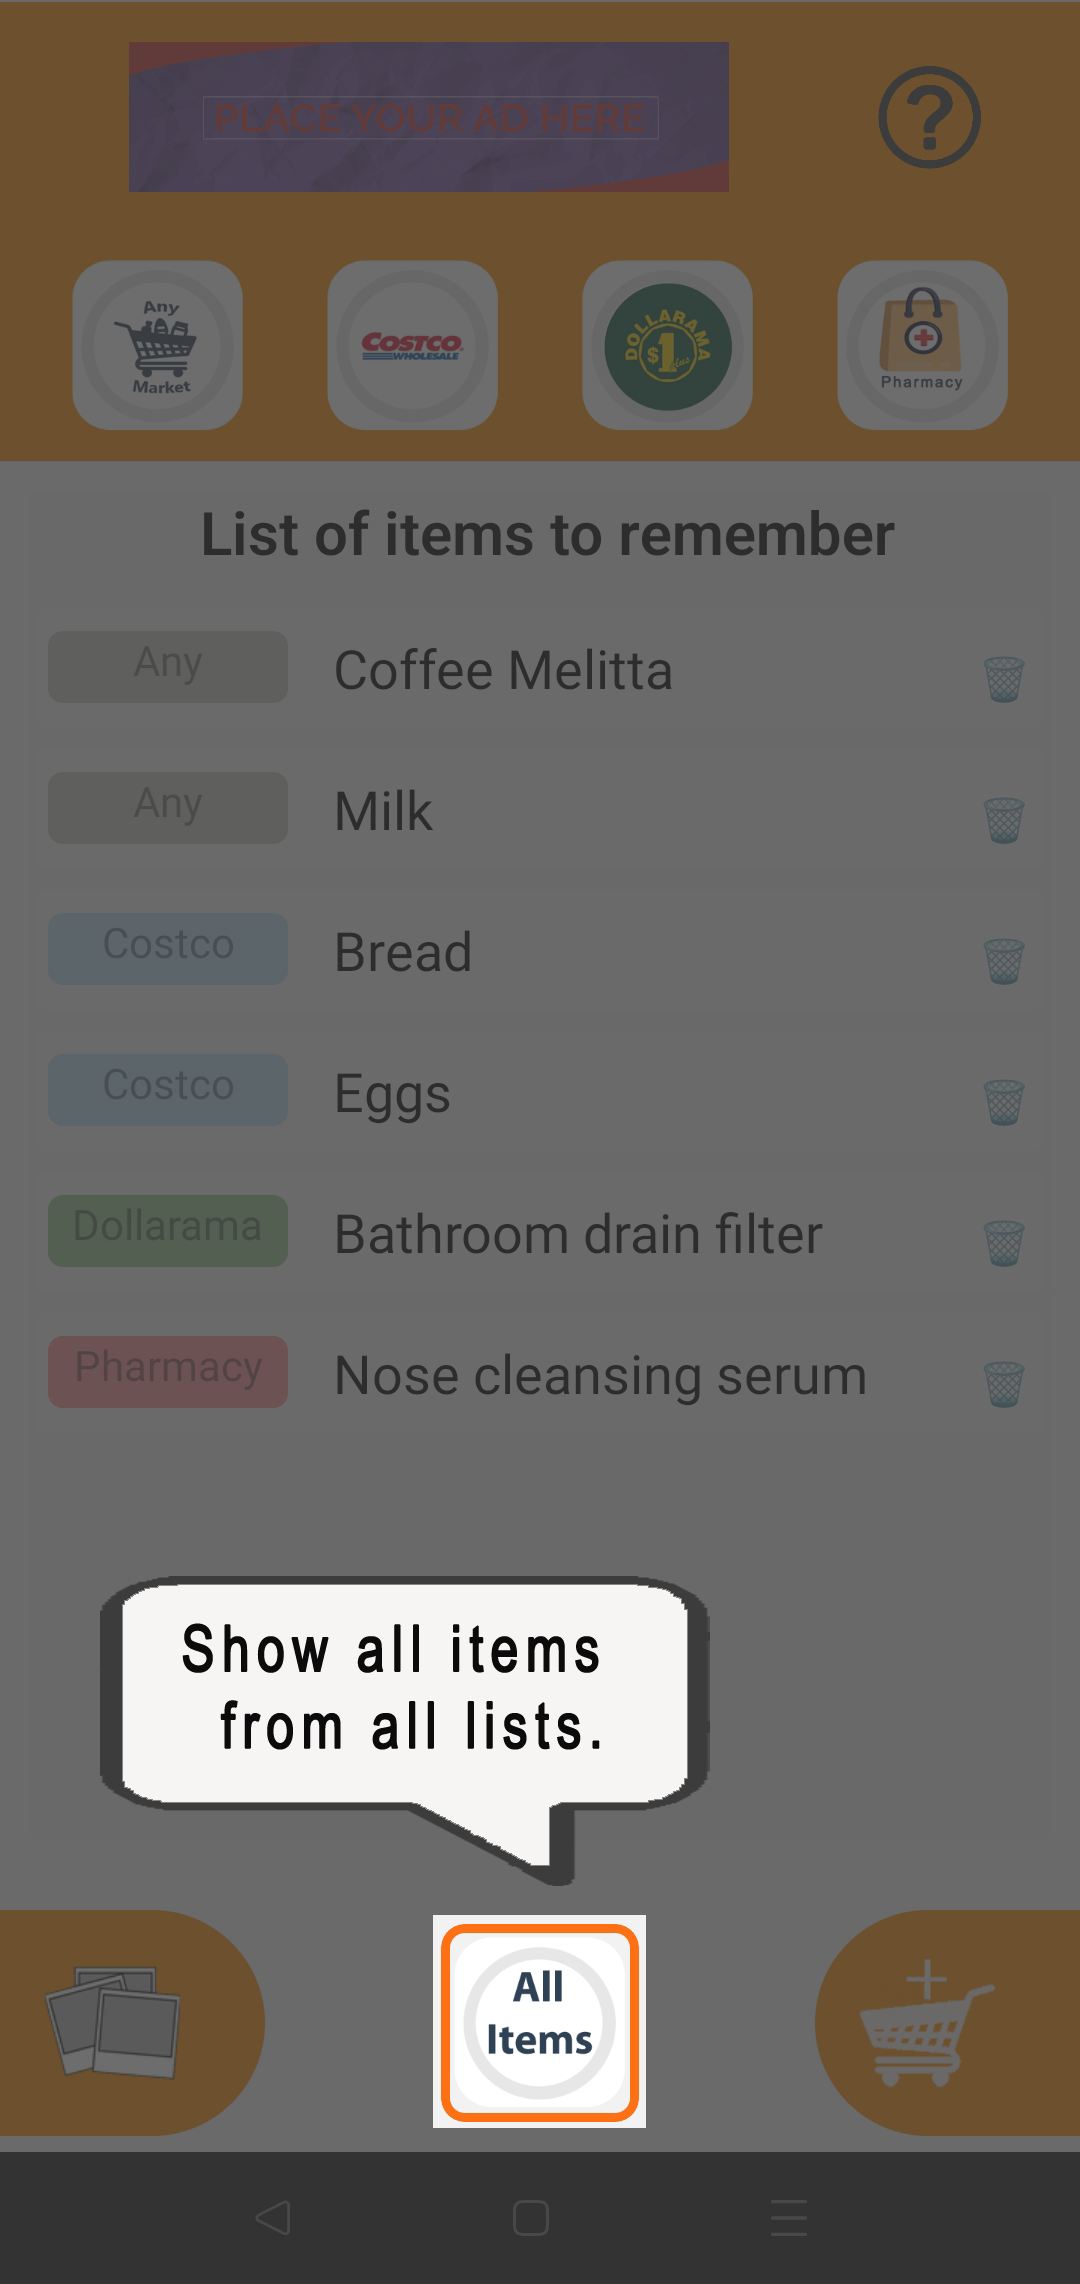 PLACE YOUR AD HERE
?
Any
Market
COSTCO
WHOLESALE
DOLLARAMA
$1 plus
Pharmacy
List of items to remember
Any
Coffee Melitta
Any
Milk
Costco
Bread
Costco
Eggs
Dollarama
Bathroom drain filter
Pharmacy
Nose cleansing serum
Show all items
from all lists.
All
Items